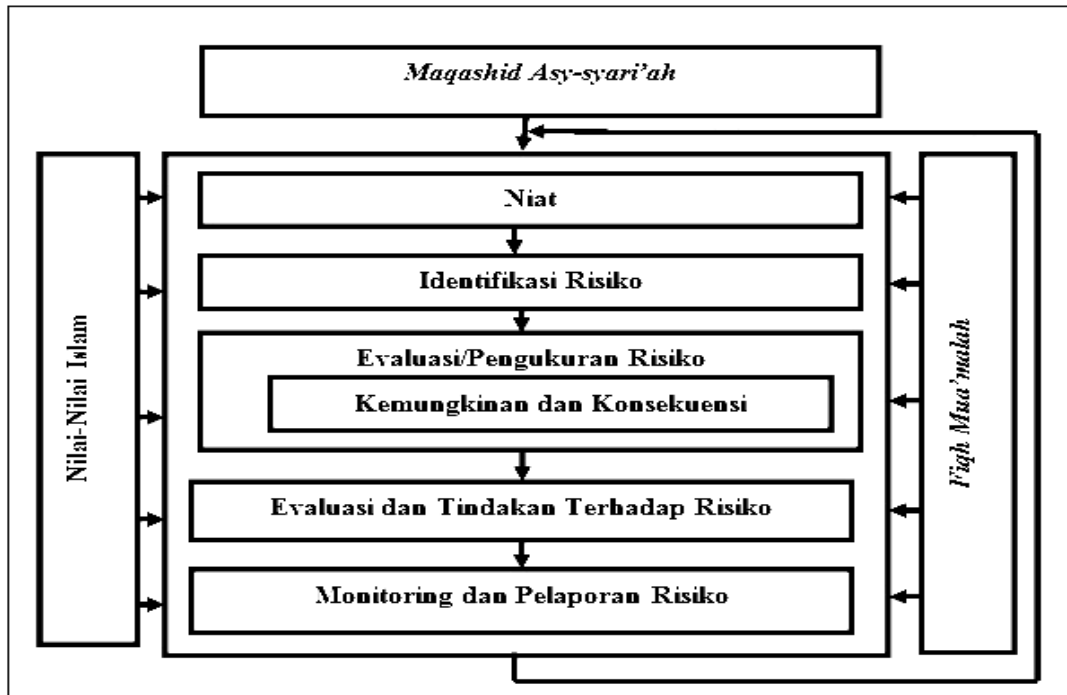 Maqashid Asy-syari'ah
Nilai-Nilai Islam
Niat
Identifikasi Risiko
Evaluasi/Pengukuran Risiko
Kemungkinan dan Konsekuensi
Evaluasi dan Tindakan Terhadap Risiko
Monitoring dan Pelaporan Risiko
Fiqh Mua'malah